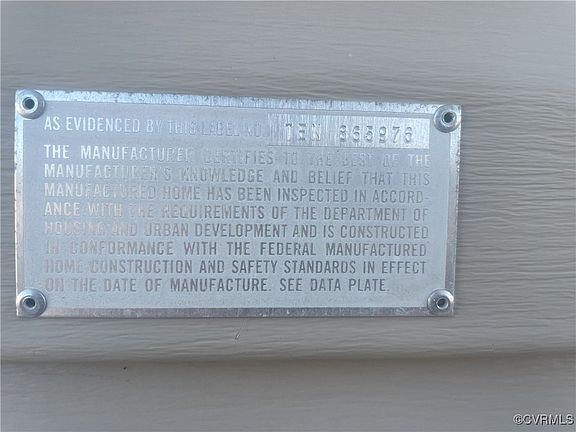 AS EVIDENCED BY THIS LABEL NO. TEN 365976
THE MANUFACTURER CERTIFIES TO THE BEST OF THE
MANUFACTURER'S KNOWLEDGE AND BELIEF THAT THIS
MANUFACTURED HOME HAS BEEN INSPECTED IN ACCORD-
ANCE WITH THE REQUIREMENTS OF THE DEPARTMENT OF
HOUSING AND URBAN DEVELOPMENT AND IS CONSTRUCTED
IN CONFORMANCE WITH THE FEDERAL MANUFACTURED
HOME CONSTRUCTION AND SAFETY STANDARDS IN EFFECT
ON THE DATE OF MANUFACTURE. SEE DATA PLATE.
©CVRMLS